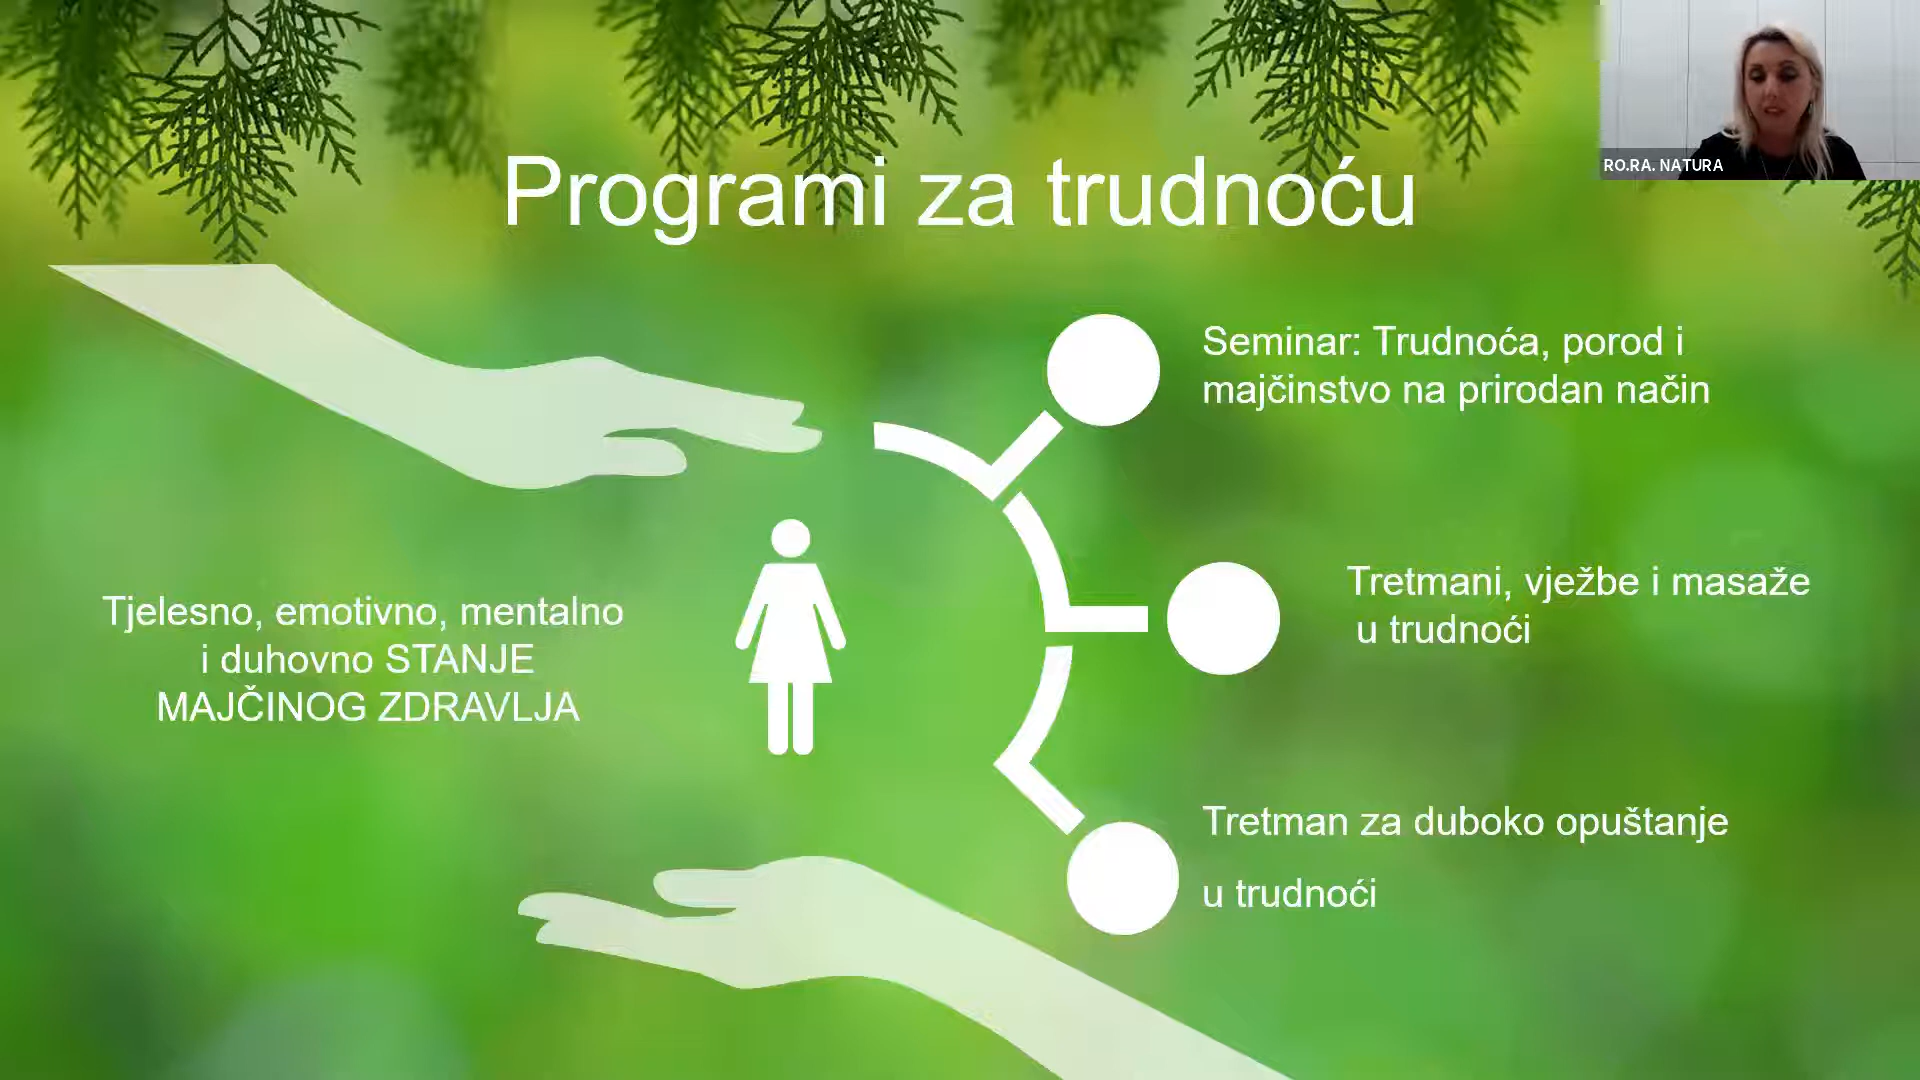 RO.RA. NATURA
Programi za trudnoću
Seminar: Trudnoća, porod i
majčinstvo na prirodan način
Tretmani, vježbe i masaže
u trudnoći
Tjelesno, emotivno, mentalno
i duhovno STANJE
MAJČINOG ZDRAVLJA
Tretman za duboko opuštanje
u trudnoći